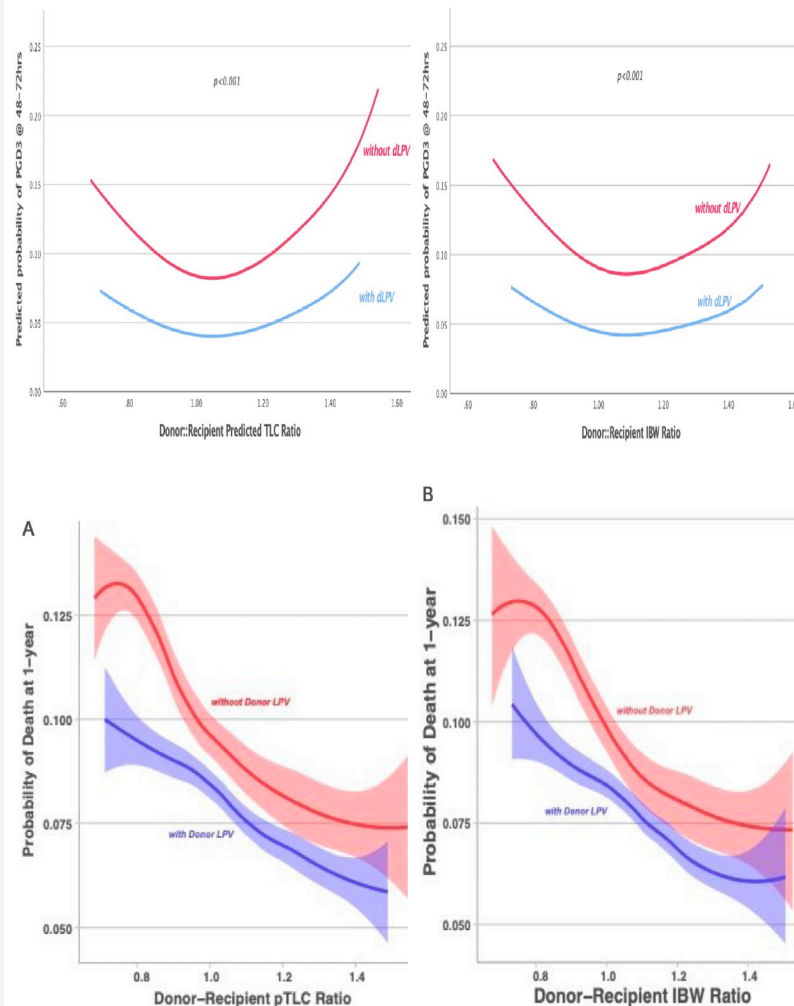 Predicted probability of PGD3 @ 48-72hrs
0.25
0.20
0.15
0.10
0.05
0.00
p<0.001
without dLPV
with dLPV
.60 .80 1.00 1.20 1.40 1.60
Donor::Recipient Predicted TLC Ratio
Predicted probability of PGD3 @ 48-72hrs
0.25
0.20
0.15
0.10
0.05
0.00
p<0.001
without dLPV
with dLPV
.60 .80 1.00 1.20 1.40
Donor::Recipient IBW Ratio
A
Probability of Death at 1-year
0.125
0.100
0.075
0.050
without Donor LPV
with Donor LPV
0.8 1.0 1.2 1.4
Donor-Recipient pTLC Ratio
B
Probability of Death at 1-year
0.150
0.125
0.100
0.075
0.050
without Donor LPV
with Donor LPV
0.8 1.0 1.2 1.4
Donor-Recipient IBW Ratio